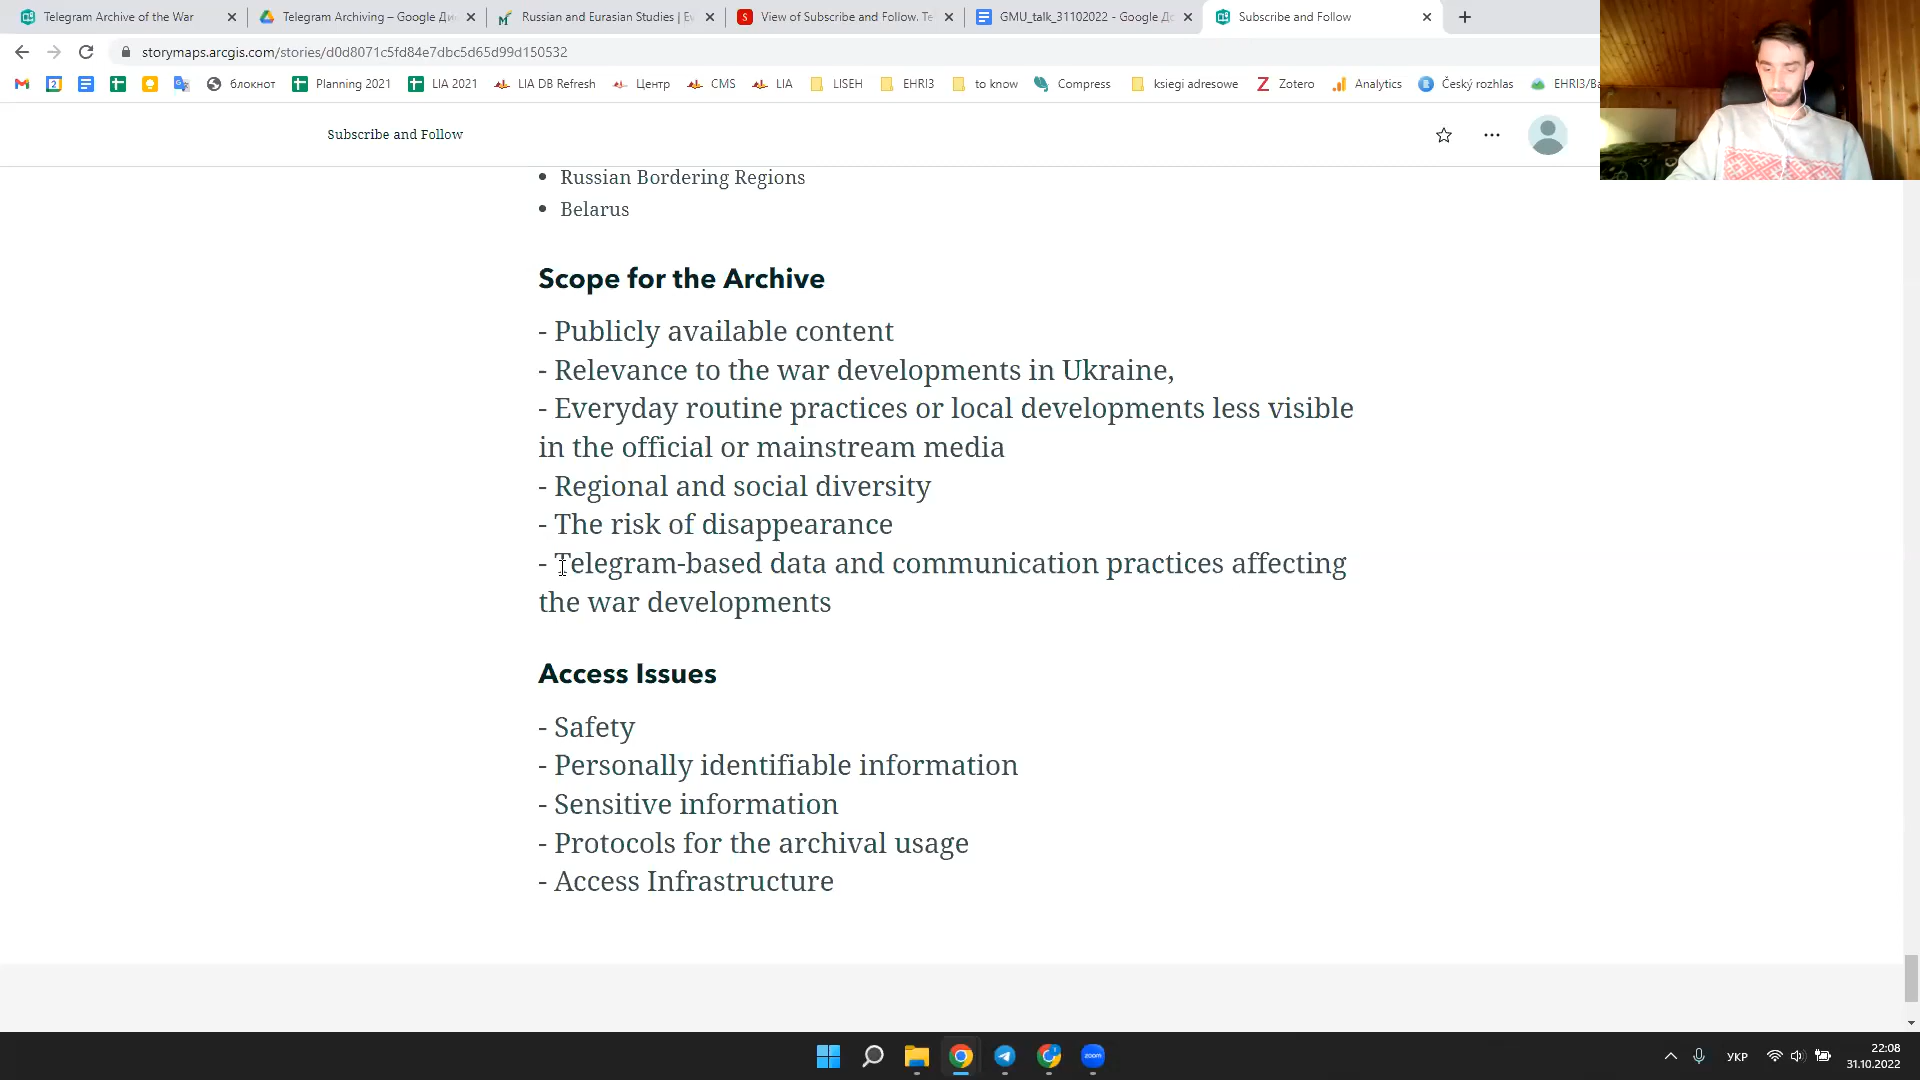 Telegram Archive of the War
Telegram Archiving – Google Ди
Russian and Eurasian Studies | Ev
View of Subscribe and Follow. Te
GMU_talk_31102022 - Google До
Subscribe and Follow
storymaps.arcgis.com/stories/d0d8071c5fd84e7dbc5d65d99d150532
блокнот
Planning 2021
LIA 2021
LIA DB Refresh
Центр
CMS
LIA
LISEH
EHRI3
to know
Compress
ksiegi adresowe
Zotero
Analytics
Český rozhlas
EHRI3/Ba
Subscribe and Follow
• Russian Bordering Regions
• Belarus
Scope for the Archive
- Publicly available content
- Relevance to the war developments in Ukraine,
- Everyday routine practices or local developments less visible
in the official or mainstream media
- Regional and social diversity
- The risk of disappearance
- Telegram-based data and communication practices affecting
the war developments
Access Issues
- Safety
- Personally identifiable information
- Sensitive information
- Protocols for the archival usage
- Access Infrastructure
zoom
УКР
22:08
31.10.2022